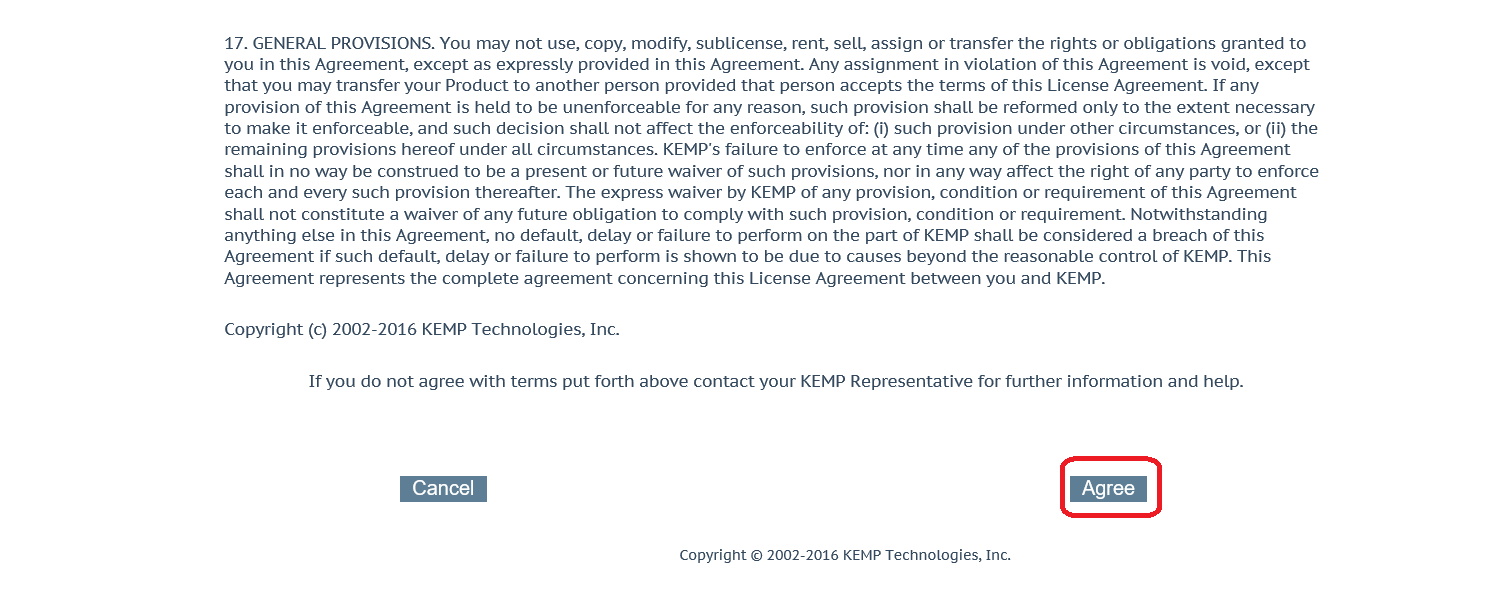 17. GENERAL PROVISIONS. You may not use, copy, modify, sublicense, rent, sell, assign or transfer the rights or obligations granted to
you in this Agreement, except as expressly provided in this Agreement. Any assignment in violation of this Agreement is void, except
that you may transfer your Product to another person provided that person accepts the terms of this License Agreement. If any
provision of this Agreement is held to be unenforceable for any reason, such provision shall be reformed only to the extent necessary
to make it enforceable, and such decision shall not affect the enforceability of: (i) such provision under other circumstances, or (ii) the
remaining provisions hereof under all circumstances. KEMP's failure to enforce at any time any of the provisions of this Agreement
shall in no way be construed to be a present or future waiver of such provisions, nor in any way affect the right of any party to enforce
each and every such provision thereafter. The express waiver by KEMP of any provision, condition or requirement of this Agreement
shall not constitute a waiver of any future obligation to comply with such provision, condition or requirement. Notwithstanding
anything else in this Agreement, no default, delay or failure to perform on the part of KEMP shall be considered a breach of this
Agreement if such default, delay or failure to perform is shown to be due to causes beyond the reasonable control of KEMP. This
Agreement represents the complete agreement concerning this License Agreement between you and KEMP.
Copyright (c) 2002-2016 KEMP Technologies, Inc.
If you do not agree with terms put forth above contact your KEMP Representative for further information and help.
Cancel Agree
Copyright © 2002-2016 KEMP Technologies, Inc.